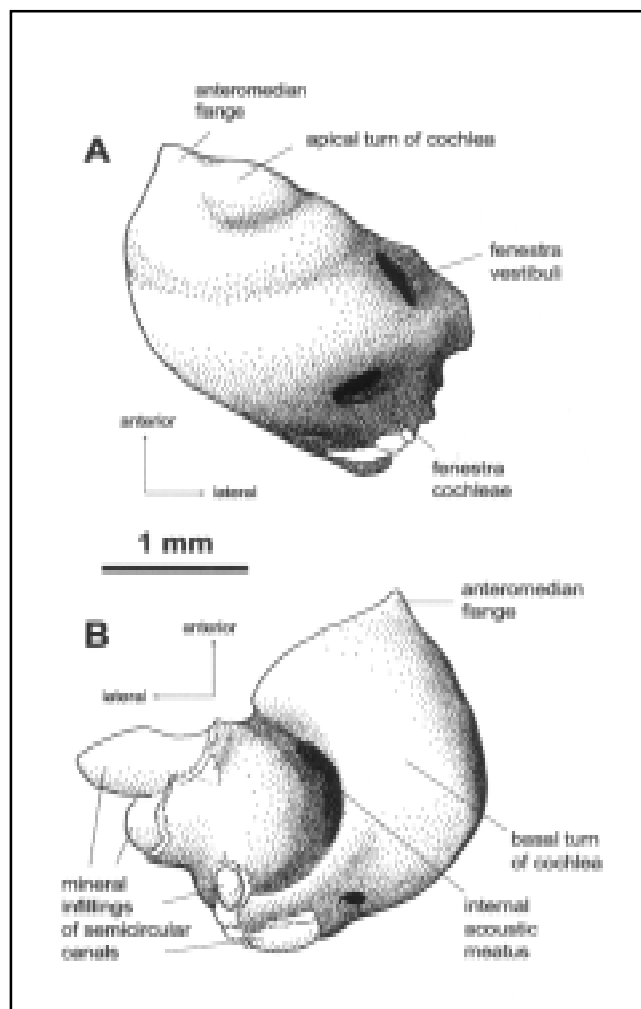 anteromedian
flange
A
apical turn of cochlea
fenestra
vestibuli
anterior
lateral
fenestra
cochleae
1 mm
anteromedian
flange
B
anterior
lateral
basal turn
of cochlea
mineral
infillings
of semicircular
canals
internal
acoustic
meatus